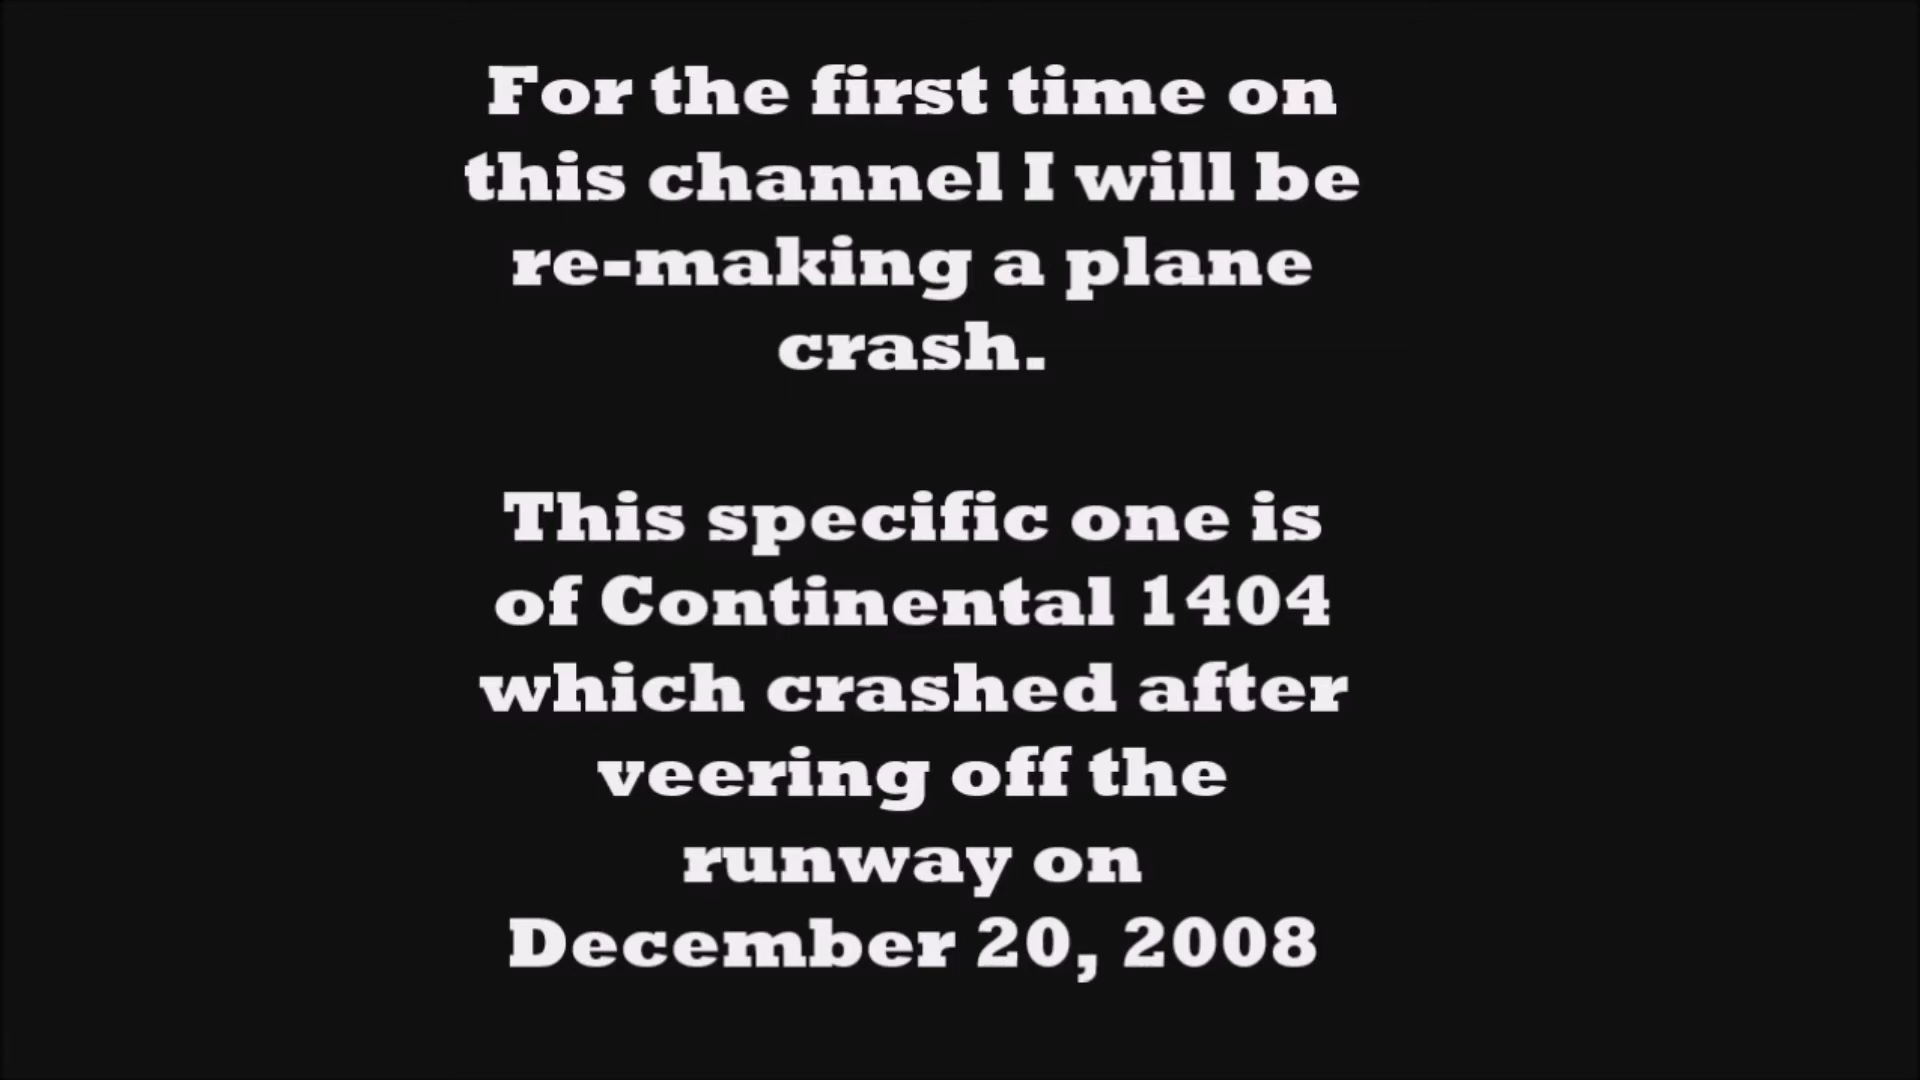 For the first time on
this channel I will be
re-making a plane
crash.
This specific one is
of Continental 1404
which crashed after
veering off the
runway on
December 20, 2008